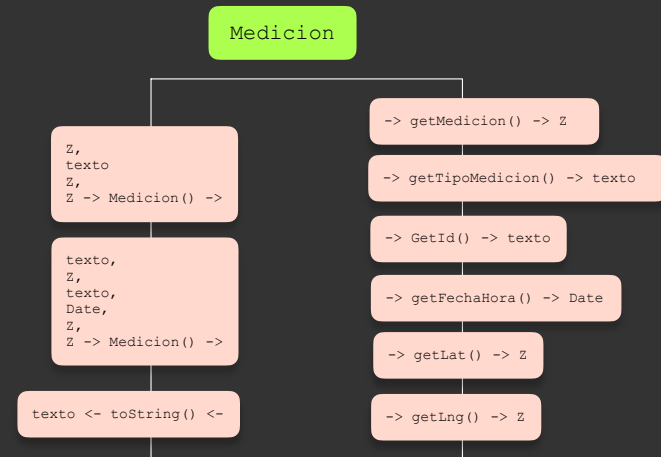 Medicion
Z,
texto
Z,
Z -> Medicion() ->
texto,
Z,
texto,
Date,
Z,
Z -> Medicion() ->
texto <- toString() <-
-> getMedicion() -> Z
-> getTipoMedicion() -> texto
-> GetId() -> texto
-> getFechaHora() -> Date
-> getLat() -> Z
-> getLng() -> Z